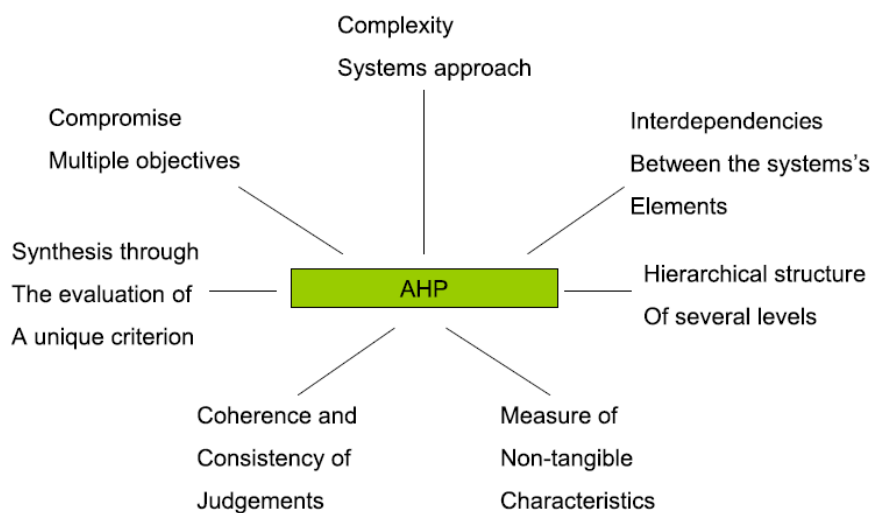 Complexity
Systems approach
Compromise
Multiple objectives
Interdependencies
Between the systems's
Elements
Synthesis through
The evaluation of
A unique criterion
AHP
Hierarchical structure
Of several levels
Coherence and
Consistency of
Judgements
Measure of
Non-tangible
Characteristics